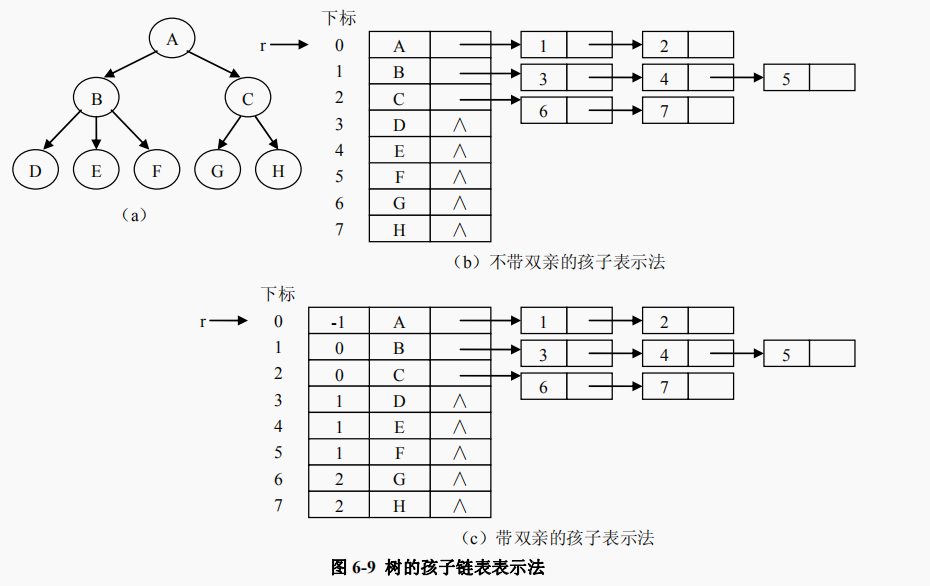 A
B C
D E F G H
（a）
下标
r 0 A 1 2
1 B 3 4 5
2 C 6 7
3 D ∧
4 E ∧
5 F ∧
6 G ∧
7 H ∧
（b）不带双亲的孩子表示法
下标
r 0 -1 A 1 2
1 0 B 3 4 5
2 0 C 6 7
3 1 D ∧
4 1 E ∧
5 1 F ∧
6 2 G ∧
7 2 H ∧
（c）带双亲的孩子表示法
图 6-9 树的孩子链表表示法